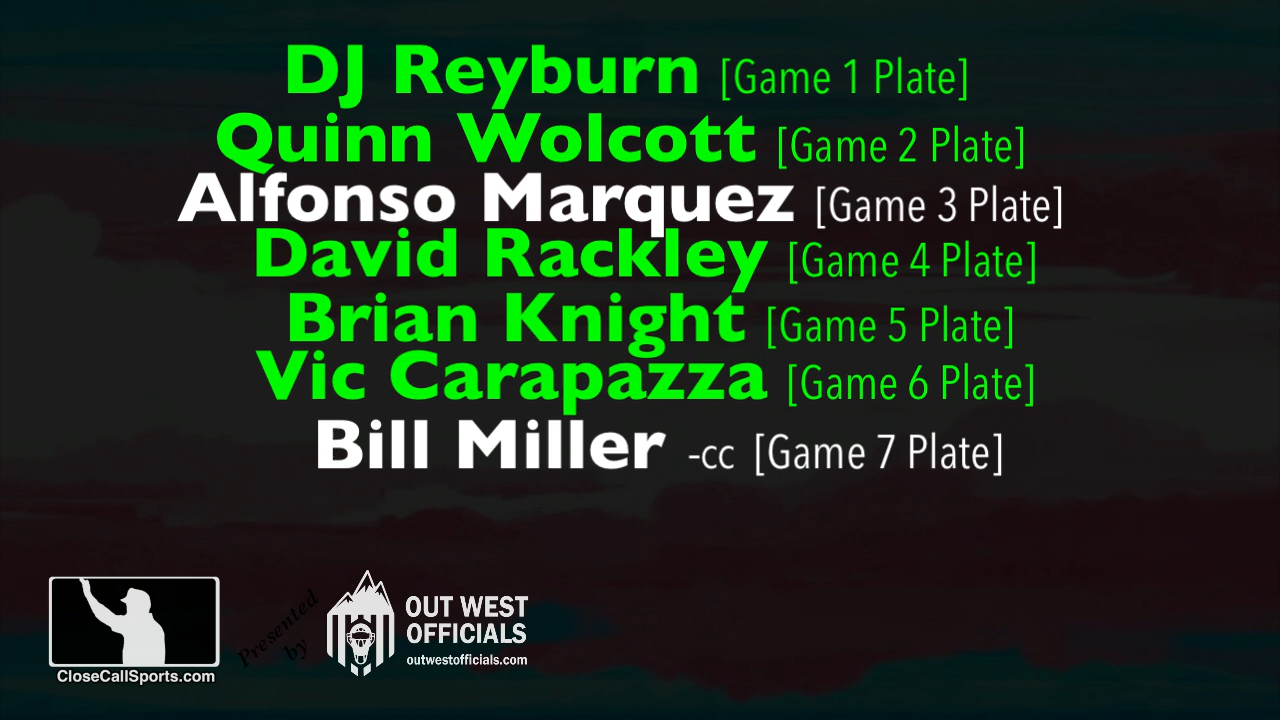 DJ Reyburn [Game 1 Plate]
Quinn Wolcott [Game 2 Plate]
Alfonso Marquez [Game 3 Plate]
David Rackley [Game 4 Plate]
Brian Knight [Game 5 Plate]
Vic Carapazza [Game 6 Plate]
Bill Miller -cc [Game 7 Plate]
CloseCallSports.com
Presented
by
OUT WEST
OFFICIALS
outwestofficials.com